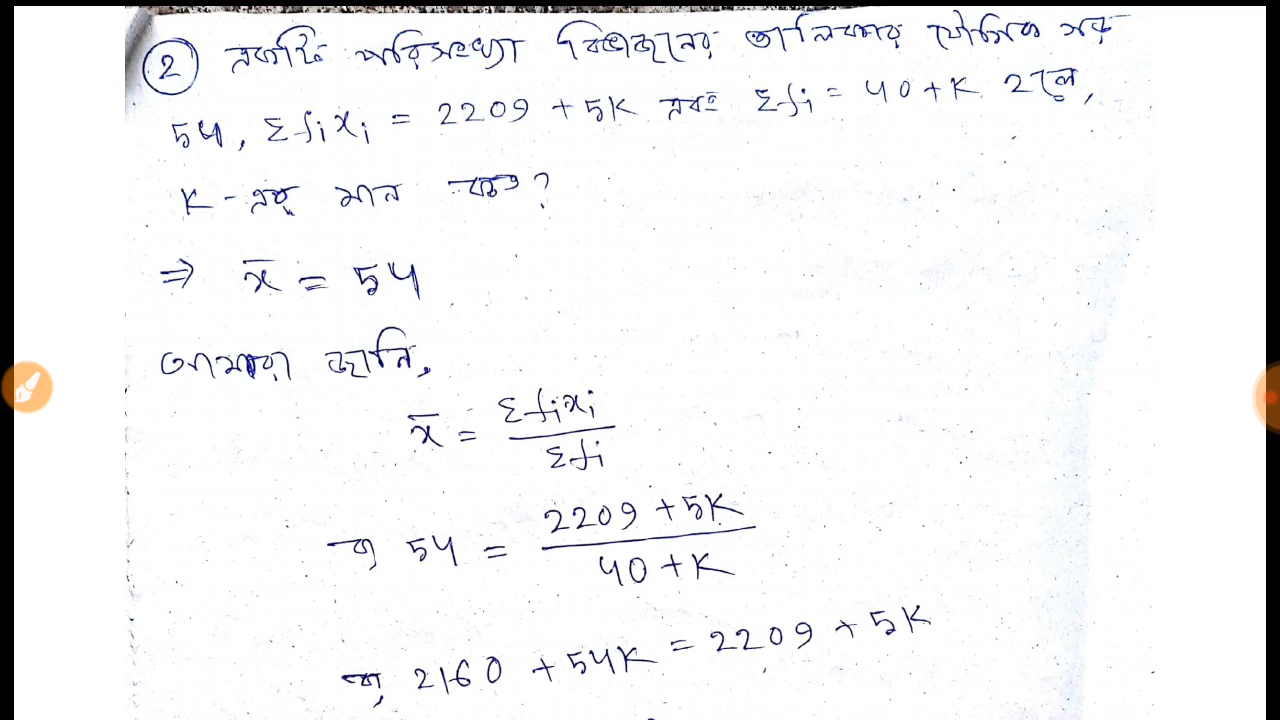 ② একটি পরিসংখ্যা বিভাজনের তালিকার যৌগিক গড়
54, Σfixi = 2209 + 5K এবং Σfi = 40 + K হলে,
K - এর মান কত?
⇒ x̄ = 54
আমরা জানি,
x̄ = Σfixi / Σfi
বা 54 = 2209 + 5K / 40 + K
বা, 2160 + 54K = 2209 + 5K